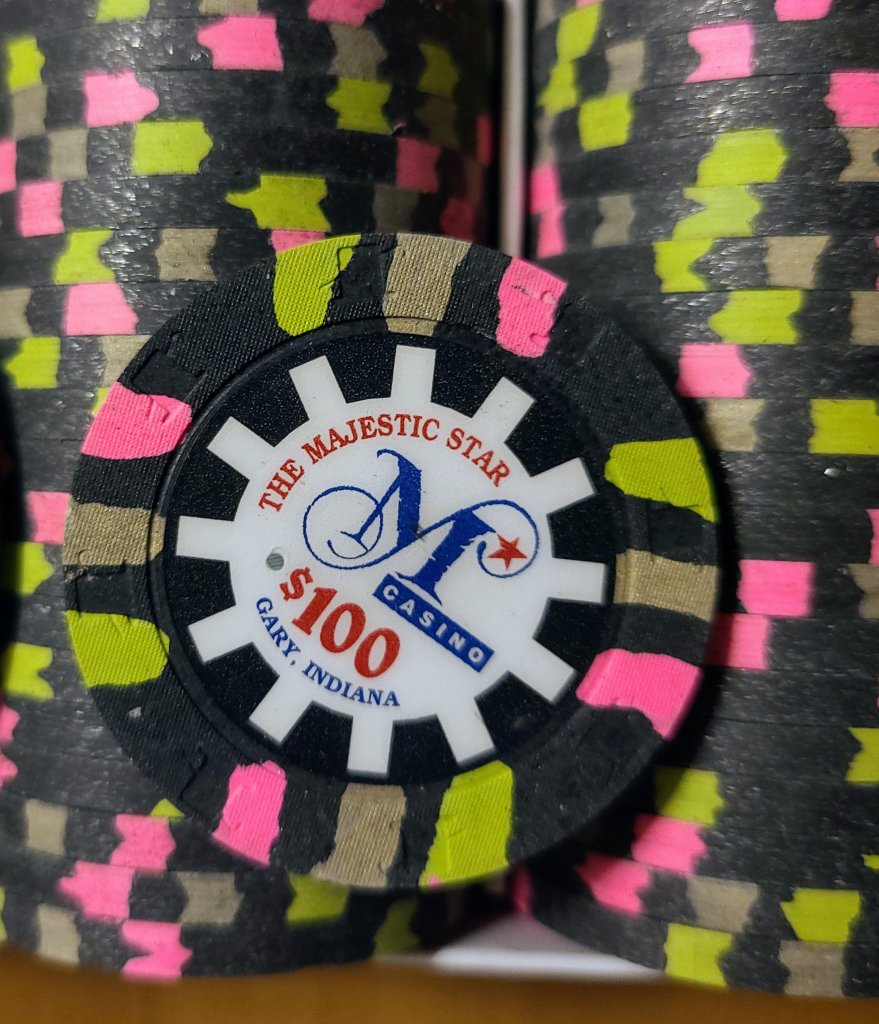 THE MAJESTIC STAR
M
CASINO
$100
GARY, INDIANA